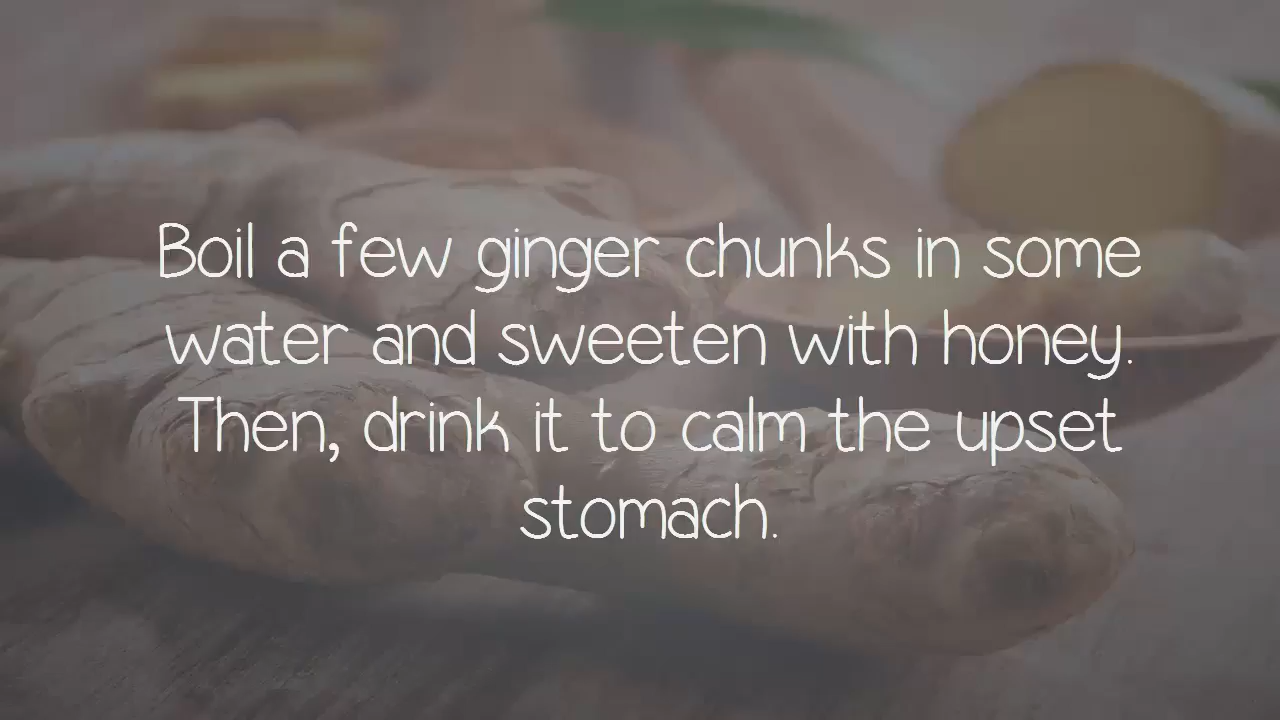 Boil a few ginger chunks in some
water and sweeten with honey.
Then, drink it to calm the upset
stomach.